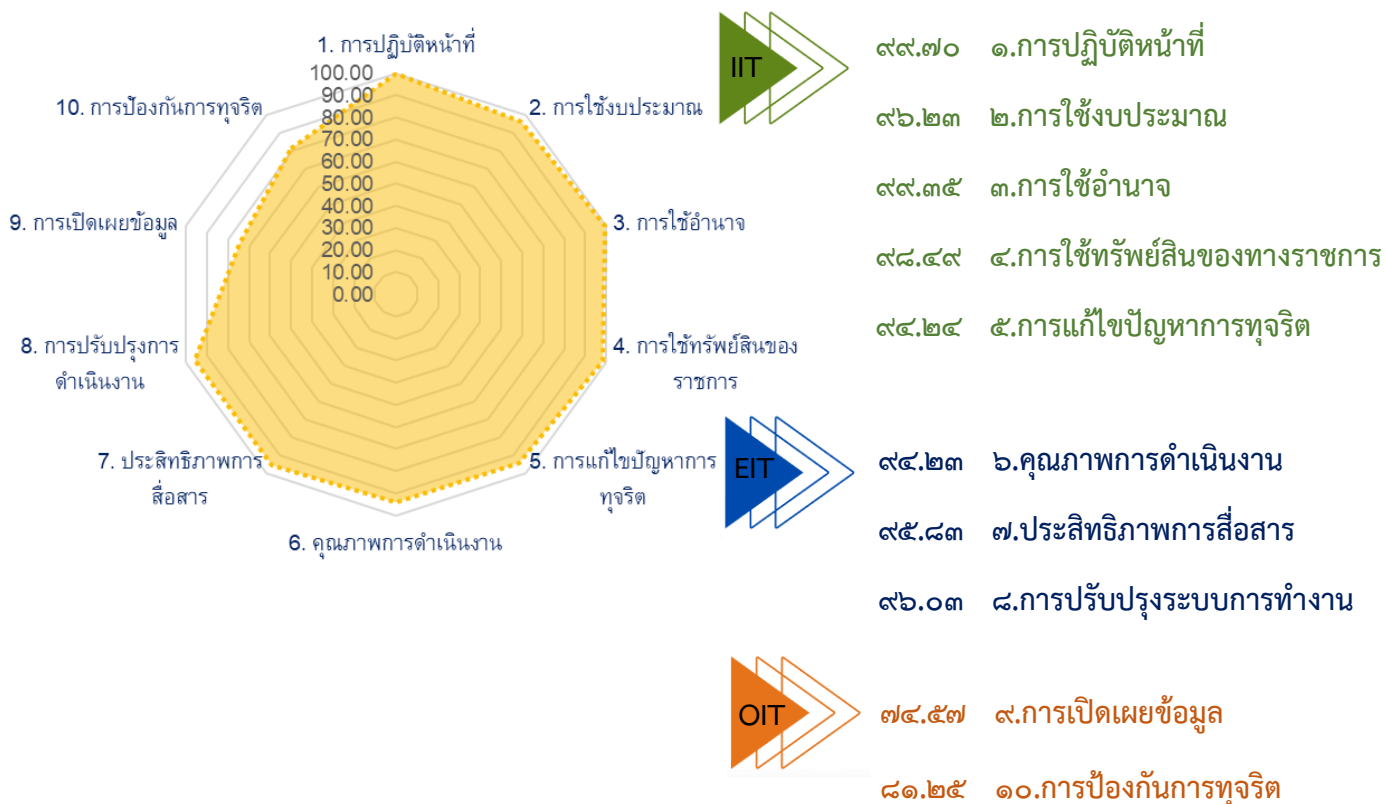 1. การปฏิบัติหน้าที่
100.00
90.00
80.00
70.00
60.00
50.00
40.00
30.00
20.00
10.00
0.00
2. การใช้งบประมาณ
3. การใช้อำนาจ
4. การใช้ทรัพย์สินของ
ราชการ
5. การแก้ไขปัญหาการ
ทุจริต
6. คุณภาพการดำเนินงาน
7. ประสิทธิภาพการ
สื่อสาร
8. การปรับปรุงการ
ดำเนินงาน
9. การเปิดเผยข้อมูล
10. การป้องกันการทุจริต
IIT
๙๙.๗๐ ๑.การปฏิบัติหน้าที่
๙๖.๒๓ ๒.การใช้งบประมาณ
๙๙.๓๕ ๓.การใช้อำนาจ
๙๘.๔๙ ๔.การใช้ทรัพย์สินของทางราชการ
๙๔.๒๔ ๕.การแก้ไขปัญหาการทุจริต
EIT
๙๔.๒๓ ๖.คุณภาพการดำเนินงาน
๙๕.๘๓ ๗.ประสิทธิภาพการสื่อสาร
๙๖.๐๓ ๘.การปรับปรุงระบบการทำงาน
OIT
๗๔.๕๗ ๙.การเปิดเผยข้อมูล
๘๑.๒๕ ๑๐.การป้องกันการทุจริต